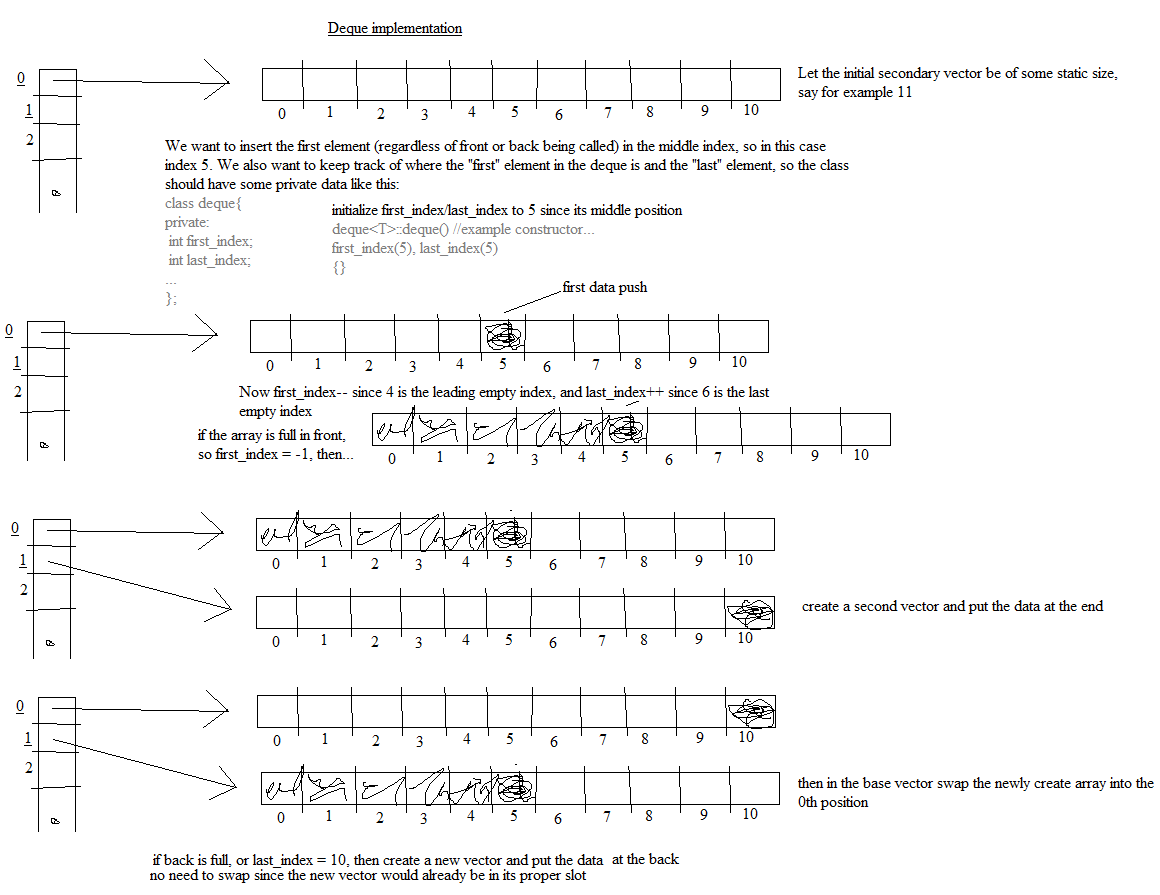 Deque implementation
0
1
2
0 1 2 3 4 5 6 7 8 9 10
Let the initial secondary vector be of some static size,
say for example 11
We want to insert the first element (regardless of front or back being called) in the middle index, so in this case
index 5. We also want to keep track of where the "first" element in the deque is and the "last" element, so the class
should have some private data like this:
class deque{
private:
int first_index;
int last_index;
...
};
initialize first_index/last_index to 5 since its middle position
deque<T>::deque() //example constructor...
first_index(5), last_index(5)
{}
first data push
0
1
2
0 1 2 3 4 5 6 7 8 9 10
Now first_index-- since 4 is the leading empty index, and last_index++ since 6 is the last
empty index
if the array is full in front,
so first_index = -1, then...
0 1 2 3 4 5 6 7 8 9 10
0
1
2
0 1 2 3 4 5 6 7 8 9 10
0 1 2 3 4 5 6 7 8 9 10
create a second vector and put the data at the end
0
1
2
0 1 2 3 4 5 6 7 8 9 10
0 1 2 3 4 5 6 7 8 9 10
then in the base vector swap the newly create array into the
0th position
if back is full, or last_index = 10, then create a new vector and put the data at the back
no need to swap since the new vector would already be in its proper slot